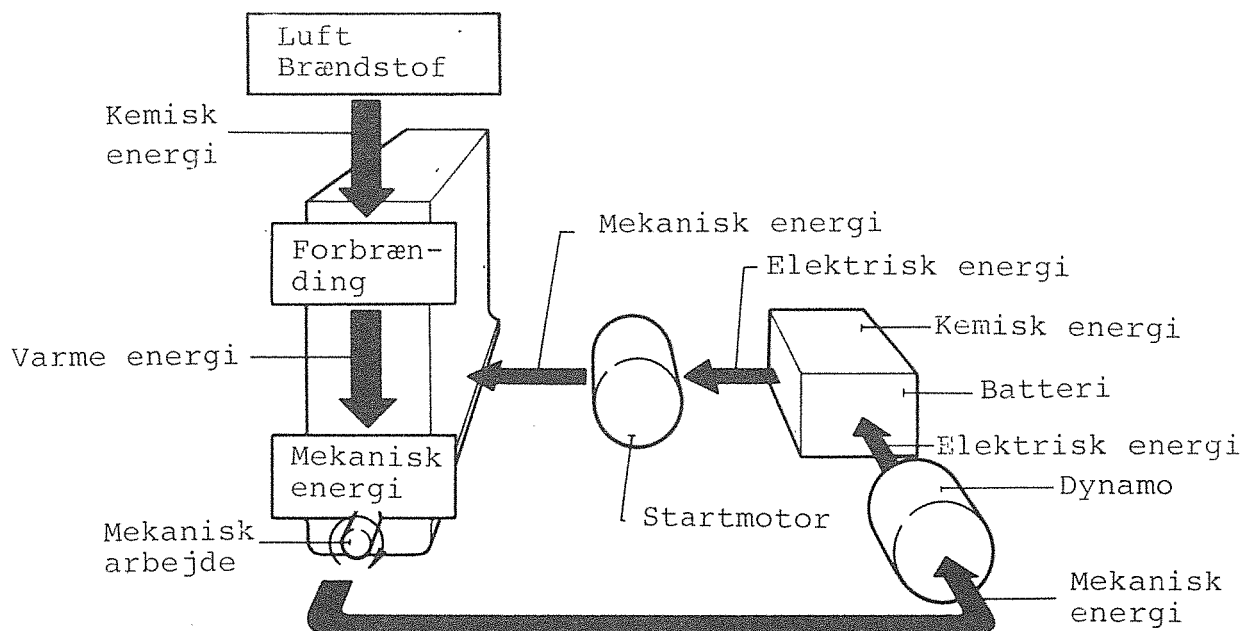 Luft
Brændstof
Kemisk
energi
Forbræn-
ding
Mekanisk energi
Elektrisk energi
Kemisk energi
Varme energi
Batteri
Mekanisk
energi
Elektrisk energi
Dynamo
Startmotor
Mekanisk
arbejde
Mekanisk
energi